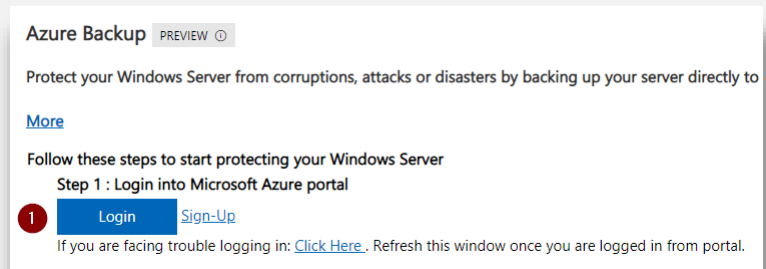 Azure Backup PREVIEW
Protect your Windows Server from corruptions, attacks or disasters by backing up your server directly to
More
Follow these steps to start protecting your Windows Server
Step 1 : Login into Microsoft Azure portal
1 Login Sign-Up
If you are facing trouble logging in: Click Here . Refresh this window once you are logged in from portal.